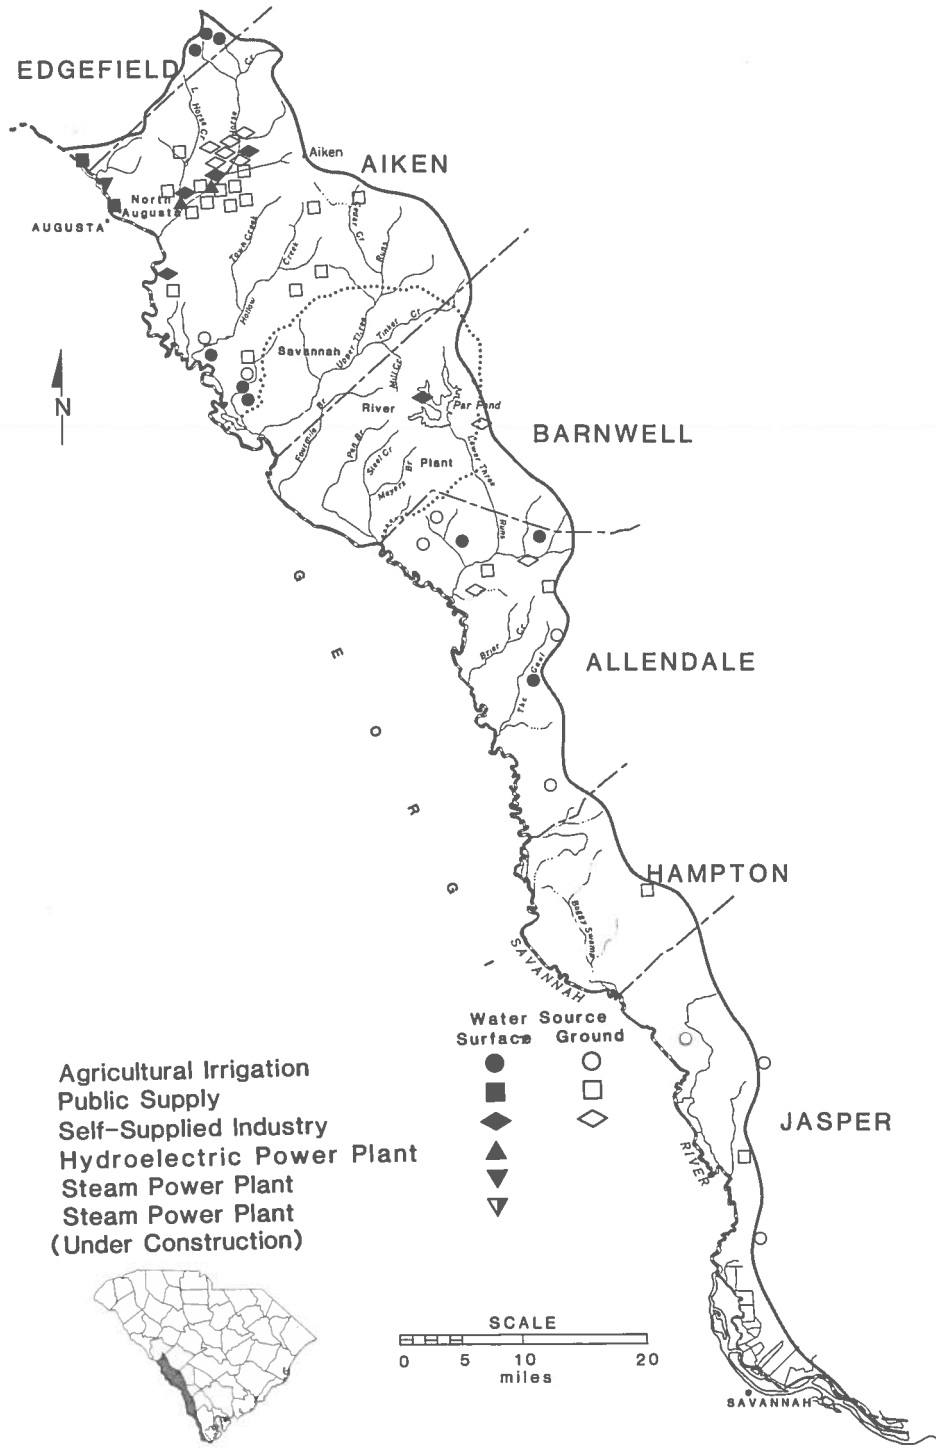 EDGEFIELD
Cr
L. Horse Cr
Horse
Aiken
AIKEN
North
Augusta
AUGUSTA
Town Creek
Hollow
Creek
Cedar Cr
Runs
Upper Three
Tinker Cr
Savannah
Mill Cr
N
River
Par Pond
BARNWELL
Fourmile
Br
Pen Br
Steel Cr
Plant
Meyers
Br
Lower Three
Runs
G E O R G I
Brier
Cr
The
Gaul
ALLENDALE
HAMPTON
Boggy Swamp
SAVANNAH
RIVER
Water Source
Surface Ground
Agricultural Irrigation
Public Supply
Self-Supplied Industry
Hydroelectric Power Plant
Steam Power Plant
Steam Power Plant
(Under Construction)
JASPER
SCALE
0 5 10 20
miles
SAVANNAH